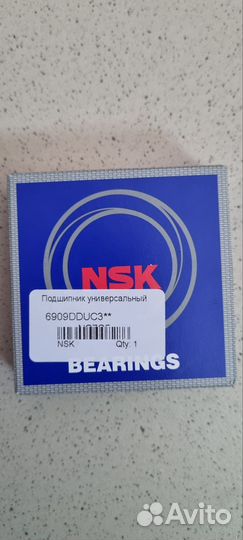 NSK
Подшипник универсальный
6909DDUC3**
NSK Qty. 1
BEARINGS
Avito